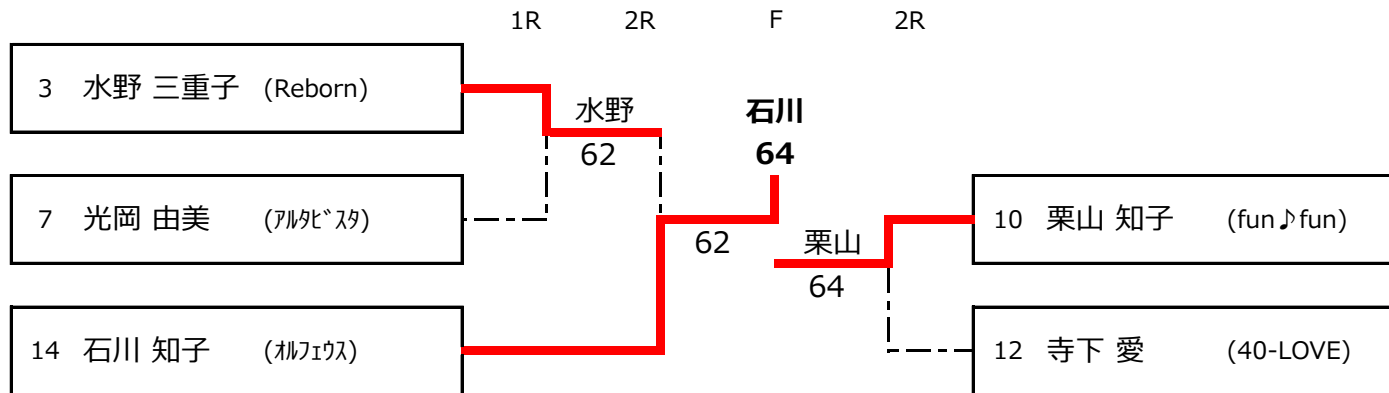 1R 2R F 2R
3 水野 三重子 (Reborn)
水野
62
石川
64
7 光岡 由美 (ｱﾙﾀﾋﾞｽﾀ)
62
栗山
64
10 栗山 知子 (fun♪fun)
14 石川 知子 (ｵﾙﾌｪｳｽ)
12 寺下 愛 (40-LOVE)